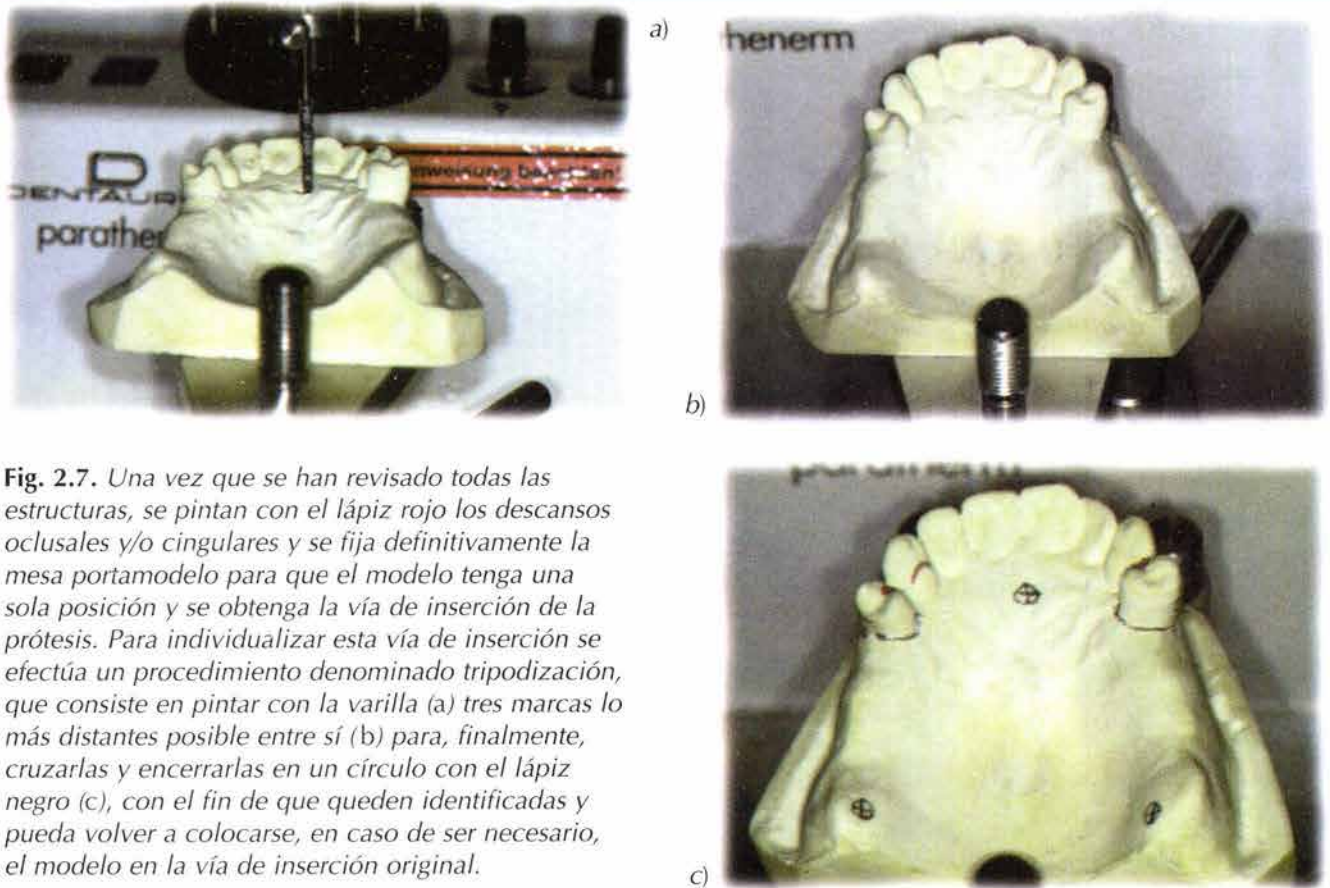 a)
henerm
DENTAUR
parather
nweisung beachten!
b)
Fig. 2.7. Una vez que se han revisado todas las
estructuras, se pintan con el lápiz rojo los descansos
oclusales y/o cingulares y se fija definitivamente la
mesa portamodelo para que el modelo tenga una
sola posición y se obtenga la vía de inserción de la
prótesis. Para individualizar esta vía de inserción se
efectúa un procedimiento denominado tripodización,
que consiste en pintar con la varilla (a) tres marcas lo
más distantes posible entre sí (b) para, finalmente,
cruzarlas y encerrarlas en un círculo con el lápiz
negro (c), con el fin de que queden identificadas y
pueda volver a colocarse, en caso de ser necesario,
el modelo en la vía de inserción original.
c)